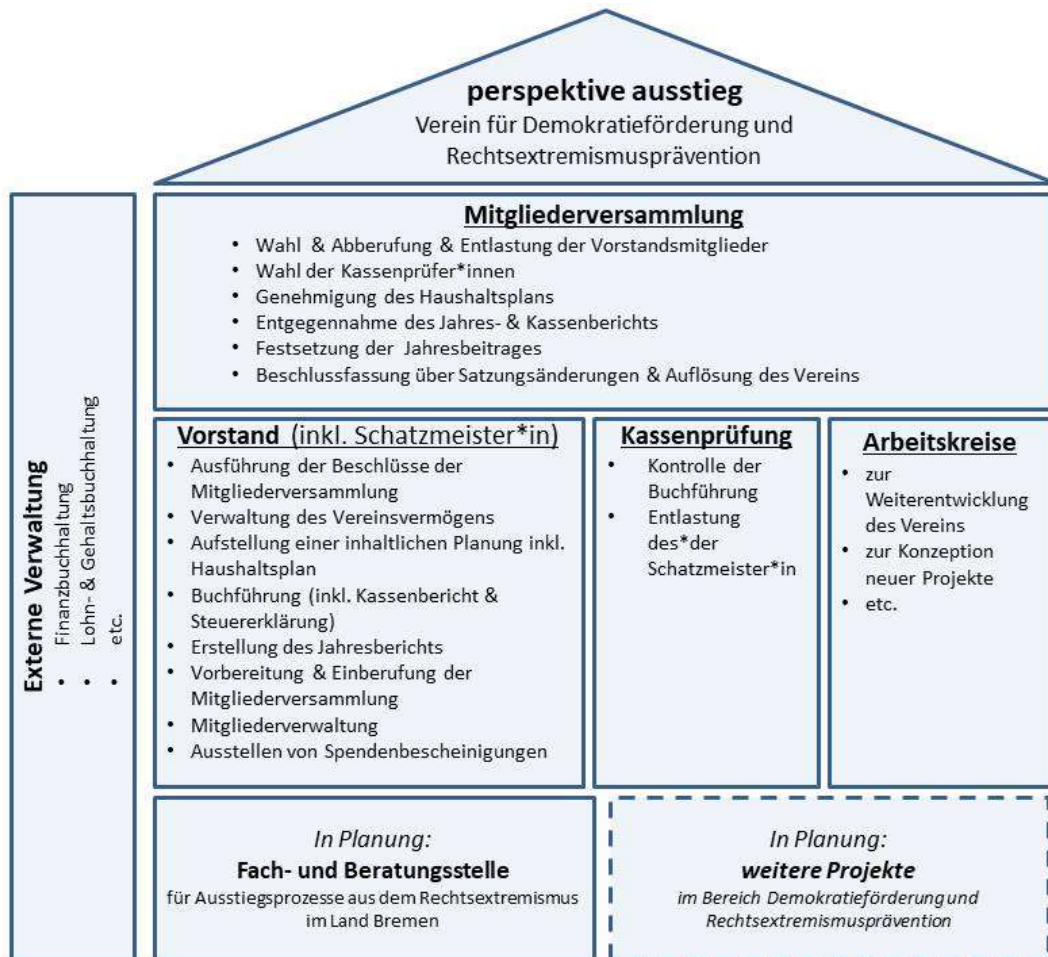 perspektive ausstieg
Verein für Demokratieförderung und
Rechtsextremismusprävention
Externe Verwaltung
• Finanzbuchhaltung
• Lohn- & Gehaltsbuchhaltung
• etc.
Mitgliederversammlung
• Wahl & Abberufung & Entlastung der Vorstandsmitglieder
• Wahl der Kassenprüfer*innen
• Genehmigung des Haushaltsplans
• Entgegennahme des Jahres- & Kassenberichts
• Festsetzung der Jahresbeitrages
• Beschlussfassung über Satzungsänderungen & Auflösung des Vereins
Vorstand (inkl. Schatzmeister*in)
• Ausführung der Beschlüsse der
Mitgliederversammlung
• Verwaltung des Vereinsvermögens
• Aufstellung einer inhaltlichen Planung inkl.
Haushaltsplan
• Buchführung (inkl. Kassenbericht &
Steuererklärung)
• Erstellung des Jahresberichts
• Vorbereitung & Einberufung der
Mitgliederversammlung
• Mitgliederverwaltung
• Ausstellen von Spendenbescheinigungen
Kassenprüfung
• Kontrolle der
Buchführung
• Entlastung
des*der
Schatzmeister*in
Arbeitskreise
• zur
Weiterentwicklung
des Vereins
• zur Konzeption
neuer Projekte
• etc.
In Planung:
Fach- und Beratungsstelle
für Ausstiegsprozesse aus dem Rechtsextremismus
im Land Bremen
In Planung:
weitere Projekte
im Bereich Demokratieförderung und
Rechtsextremismusprävention